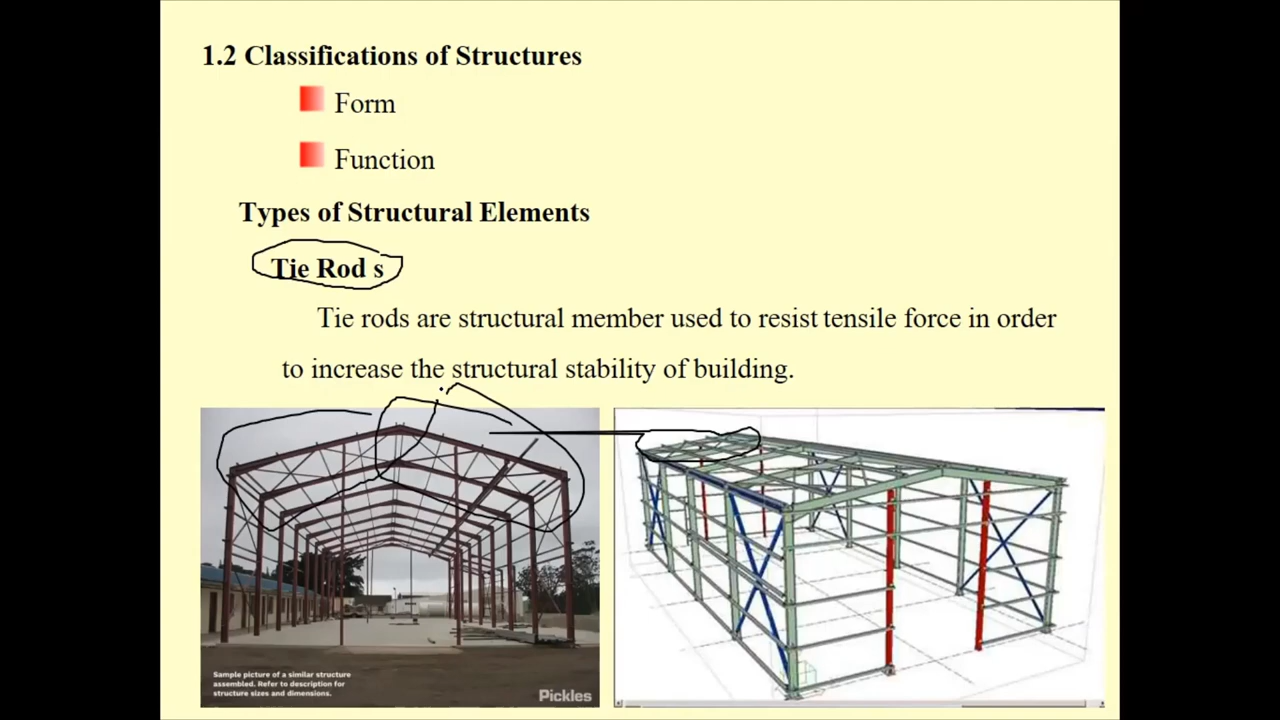 1.2 Classifications of Structures
Form
Function
Types of Structural Elements
Tie Rod s
Tie rods are structural member used to resist tensile force in order
to increase the structural stability of building.
Sample picture of a similar structure
assembled. Refer to description for
structure sizes and dimensions.
Pickles